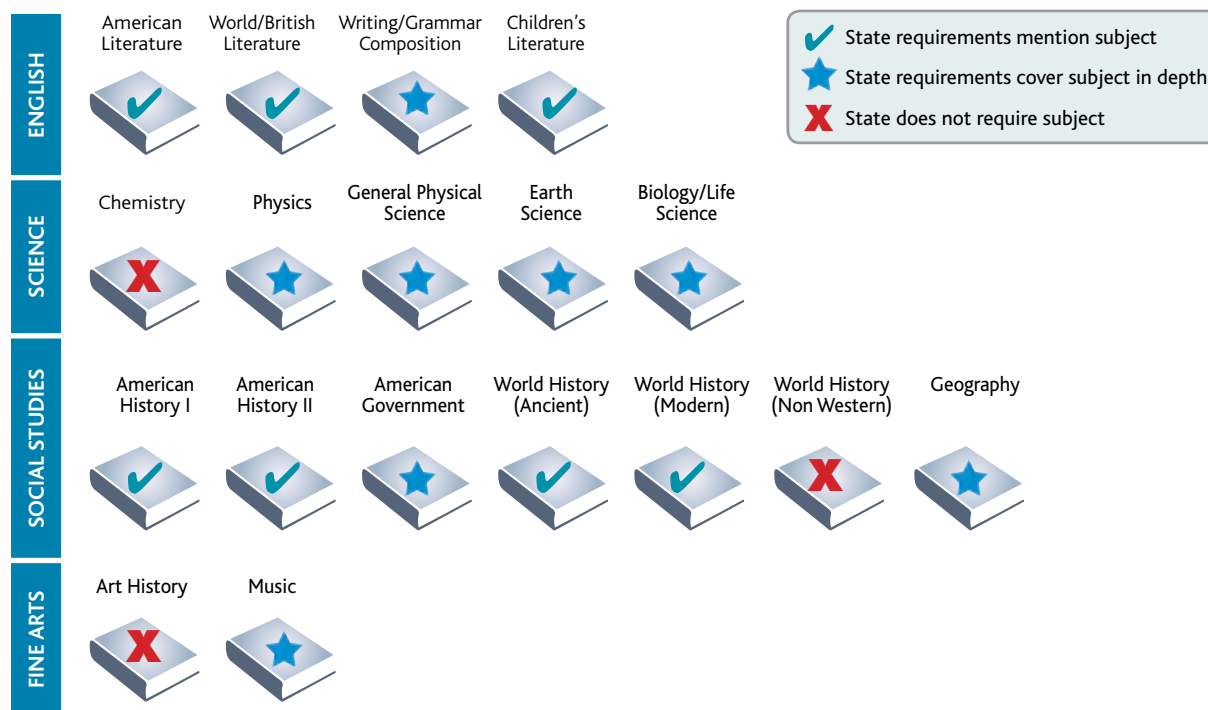 ENGLISH
American
Literature
World/British
Literature
Writing/Grammar
Composition
Children's
Literature
State requirements mention subject
State requirements cover subject in depth
State does not require subject
SCIENCE
Chemistry
Physics
General Physical
Science
Earth
Science
Biology/Life
Science
SOCIAL STUDIES
American
History I
American
History II
American
Government
World History
(Ancient)
World History
(Modern)
World History
(Non Western)
Geography
FINE ARTS
Art History
Music